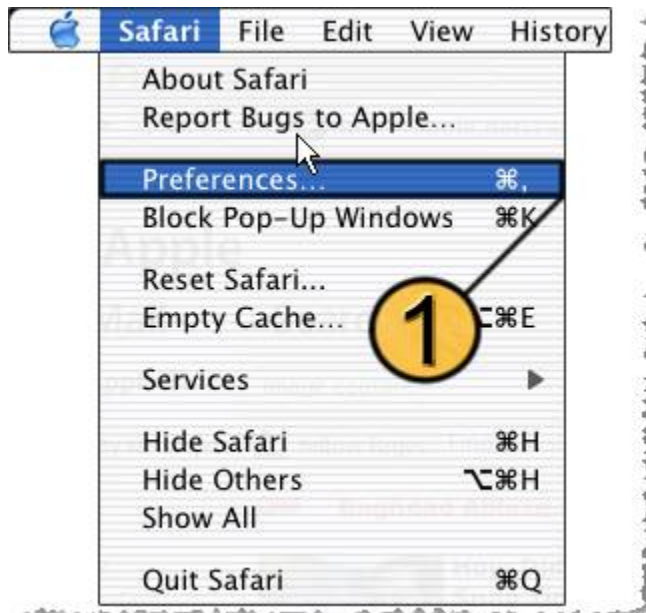 Safari File Edit View History
About Safari
Report Bugs to Apple...
Preferences... ⌘,
Block Pop-Up Windows ⌘K
Reset Safari...
Empty Cache... ⌥⌘E
1
Services ▶
Hide Safari ⌘H
Hide Others ⌥⌘H
Show All
Quit Safari ⌘Q